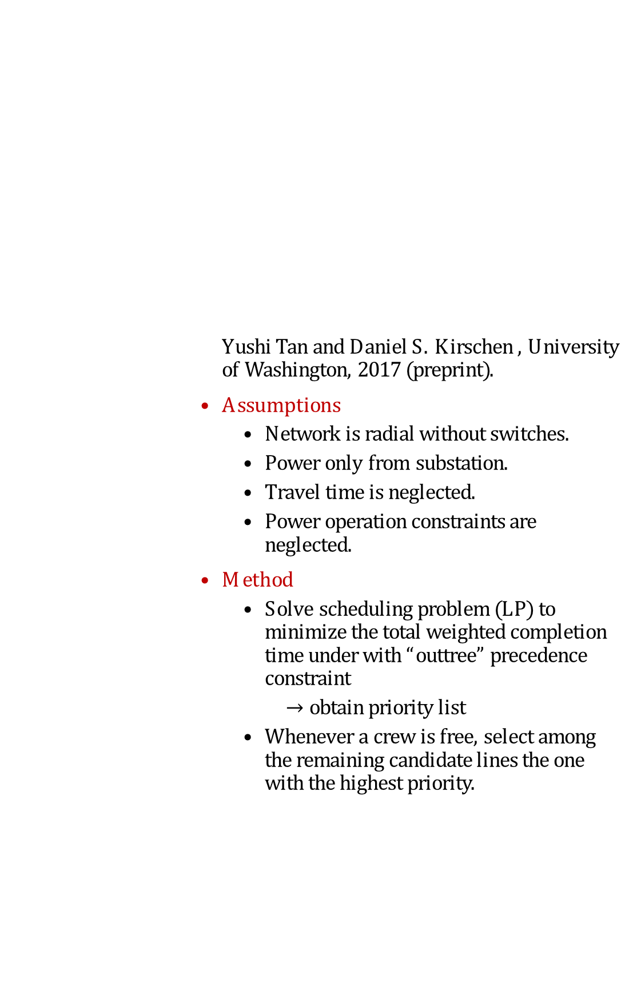 Yushi Tan and Daniel S. Kirschen, University
of Washington, 2017 (preprint).
• Assumptions
• Network is radial without switches.
• Power only from substation.
• Travel time is neglected.
• Power operation constraints are
neglected.
• Method
• Solve scheduling problem (LP) to
minimize the total weighted completion
time under with “outtree” precedence
constraint
→ obtain priority list
• Whenever a crew is free, select among
the remaining candidate lines the one
with the highest priority.